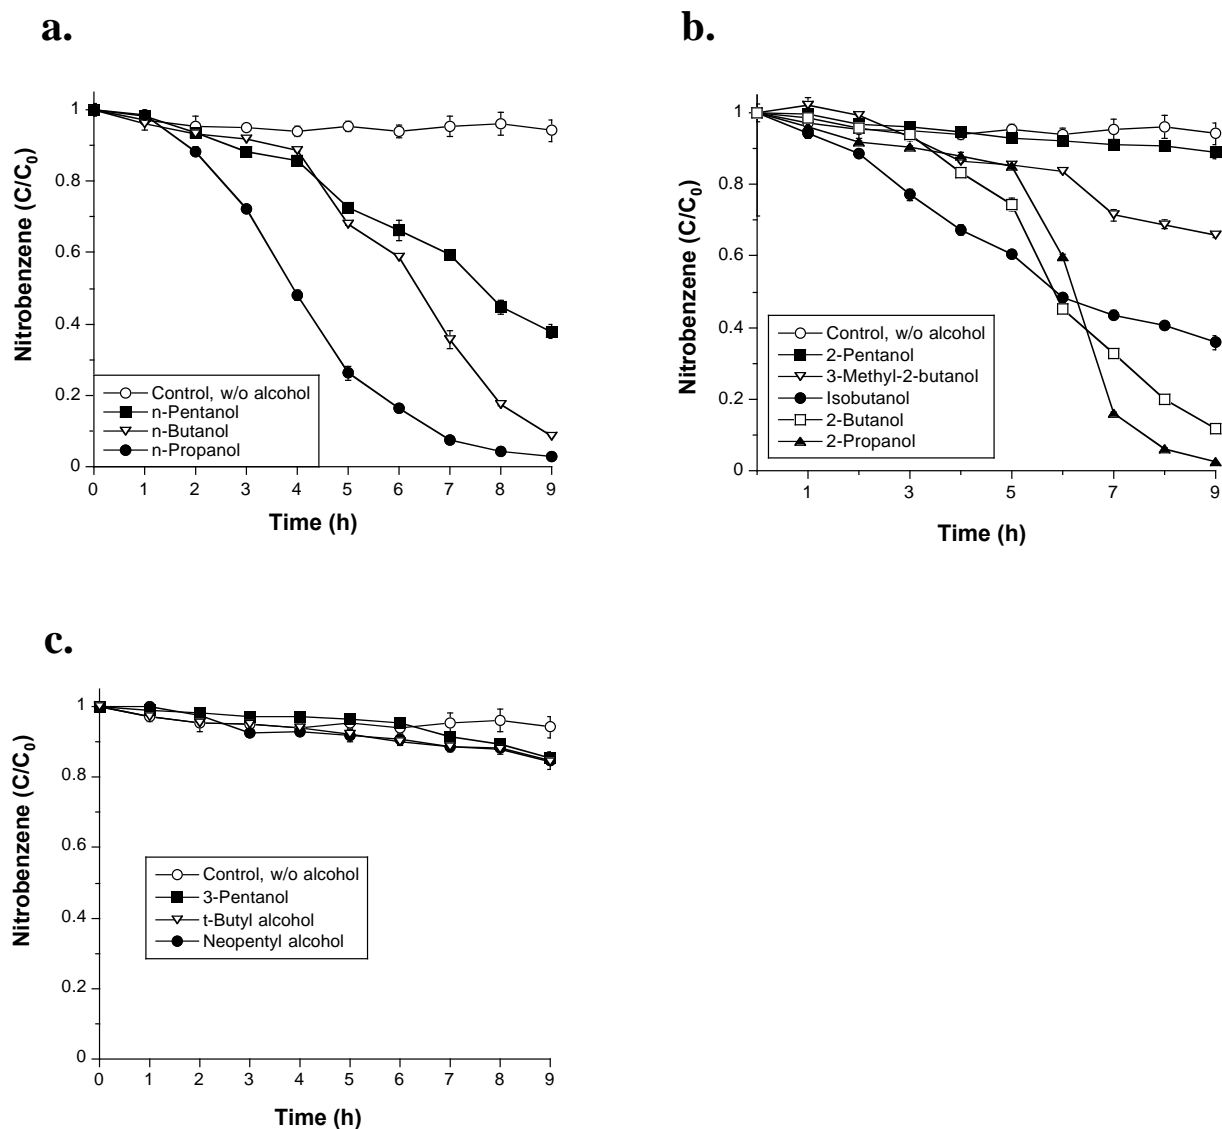 a.
Nitrobenzene (C/C0)
1
0.8
0.6
0.4
0.2
0
Control, w/o alcohol
n-Pentanol
n-Butanol
n-Propanol
0 1 2 3 4 5 6 7 8 9
Time (h)
b.
Nitrobenzene (C/C0)
1
0.8
0.6
0.4
0.2
0
Control, w/o alcohol
2-Pentanol
3-Methyl-2-butanol
Isobutanol
2-Butanol
2-Propanol
1 3 5 7 9
Time (h)
c.
Nitrobenzene (C/C0)
1
0.8
0.6
0.4
0.2
0
Control, w/o alcohol
3-Pentanol
t-Butyl alcohol
Neopentyl alcohol
0 1 2 3 4 5 6 7 8 9
Time (h)